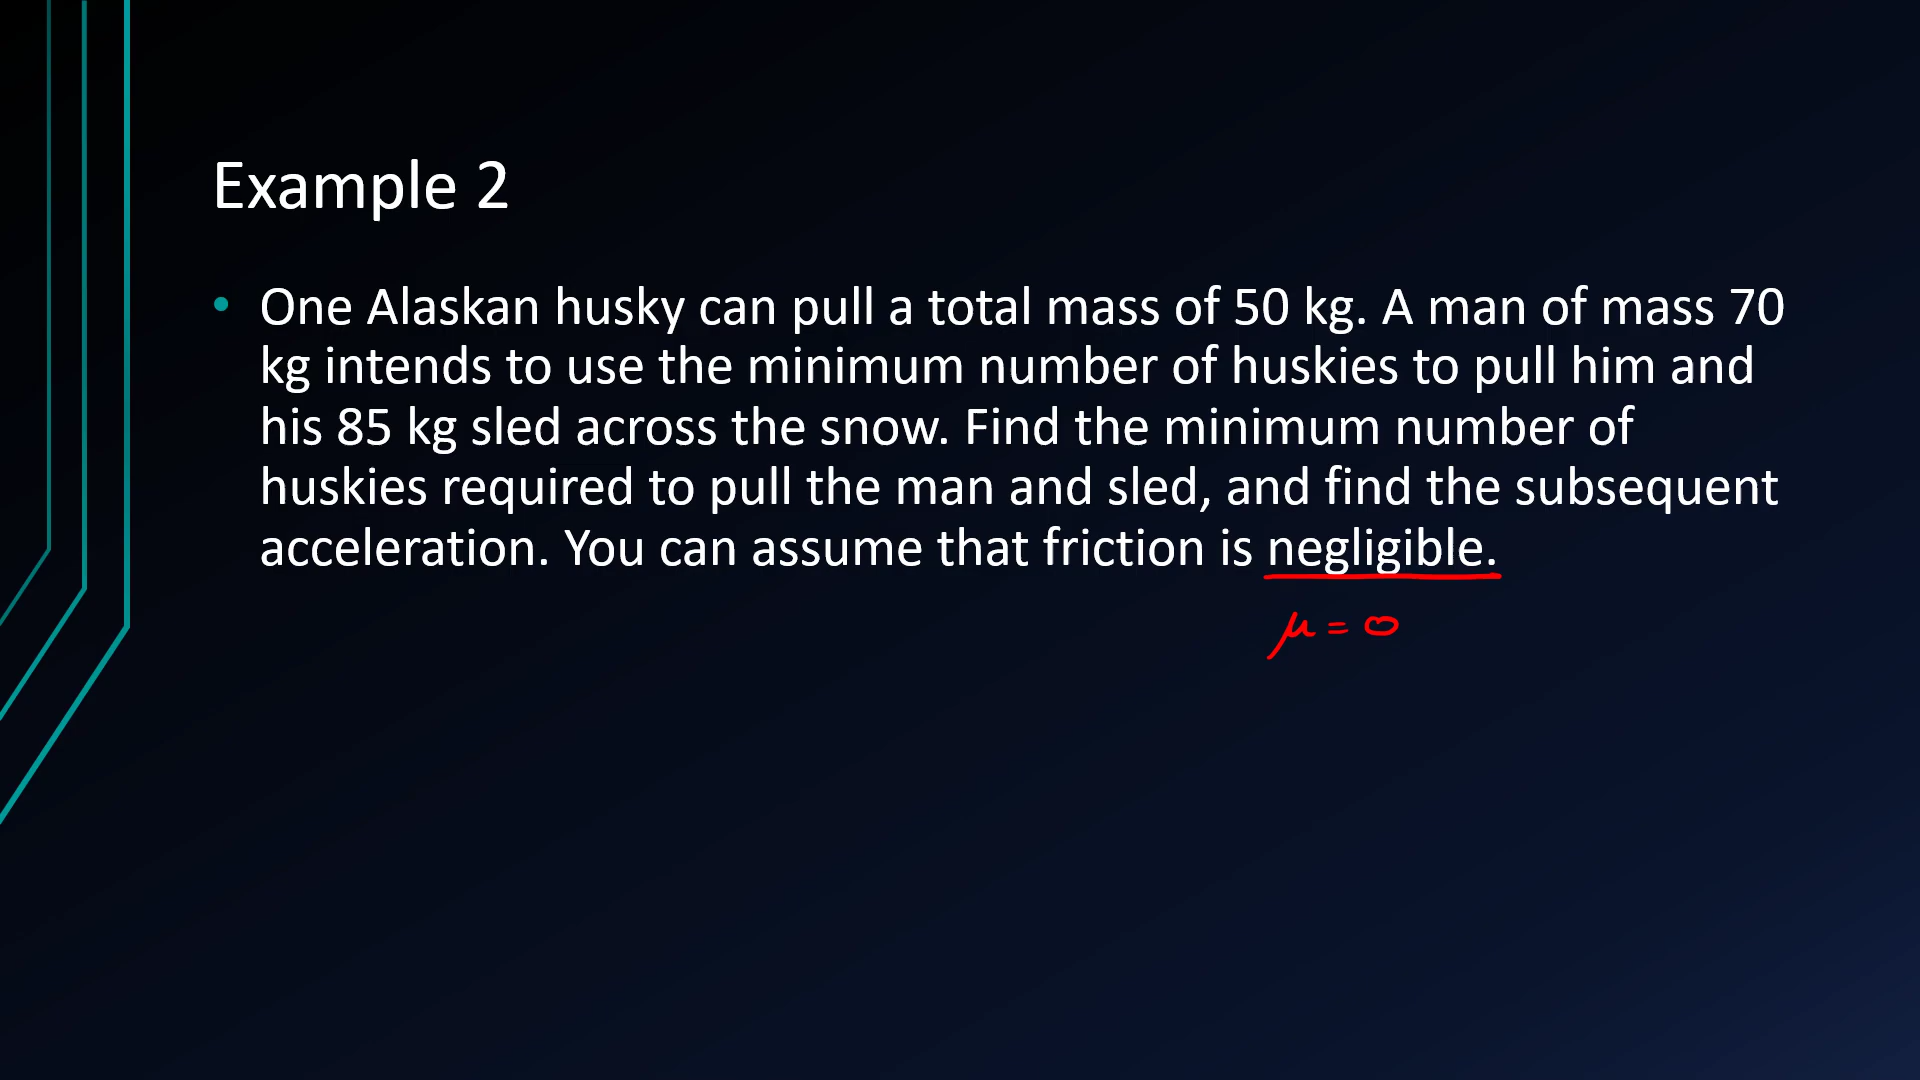 Example 2
• One Alaskan husky can pull a total mass of 50 kg. A man of mass 70
kg intends to use the minimum number of huskies to pull him and
his 85 kg sled across the snow. Find the minimum number of
huskies required to pull the man and sled, and find the subsequent
acceleration. You can assume that friction is negligible.
μ = 0